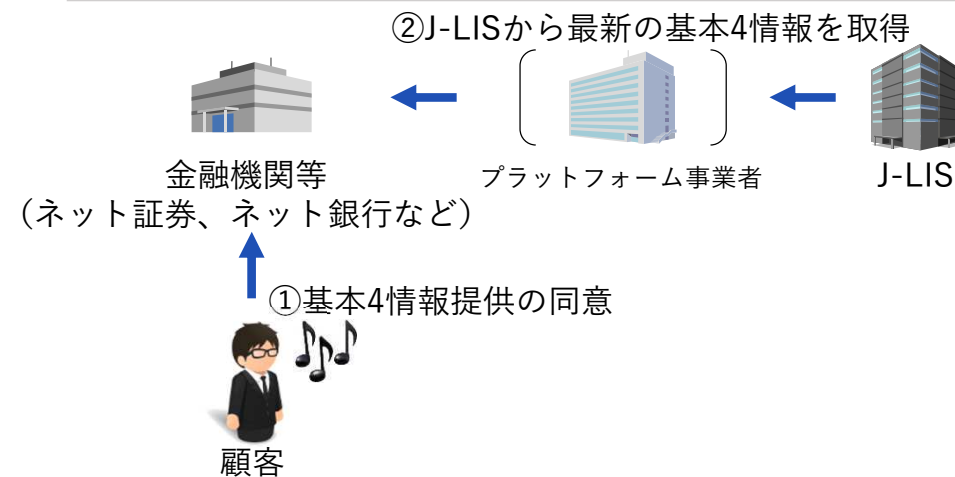 ②J-LISから最新の基本4情報を取得
金融機関等
（ネット証券、ネット銀行など）
プラットフォーム事業者
J-LIS
①基本4情報提供の同意
顧客